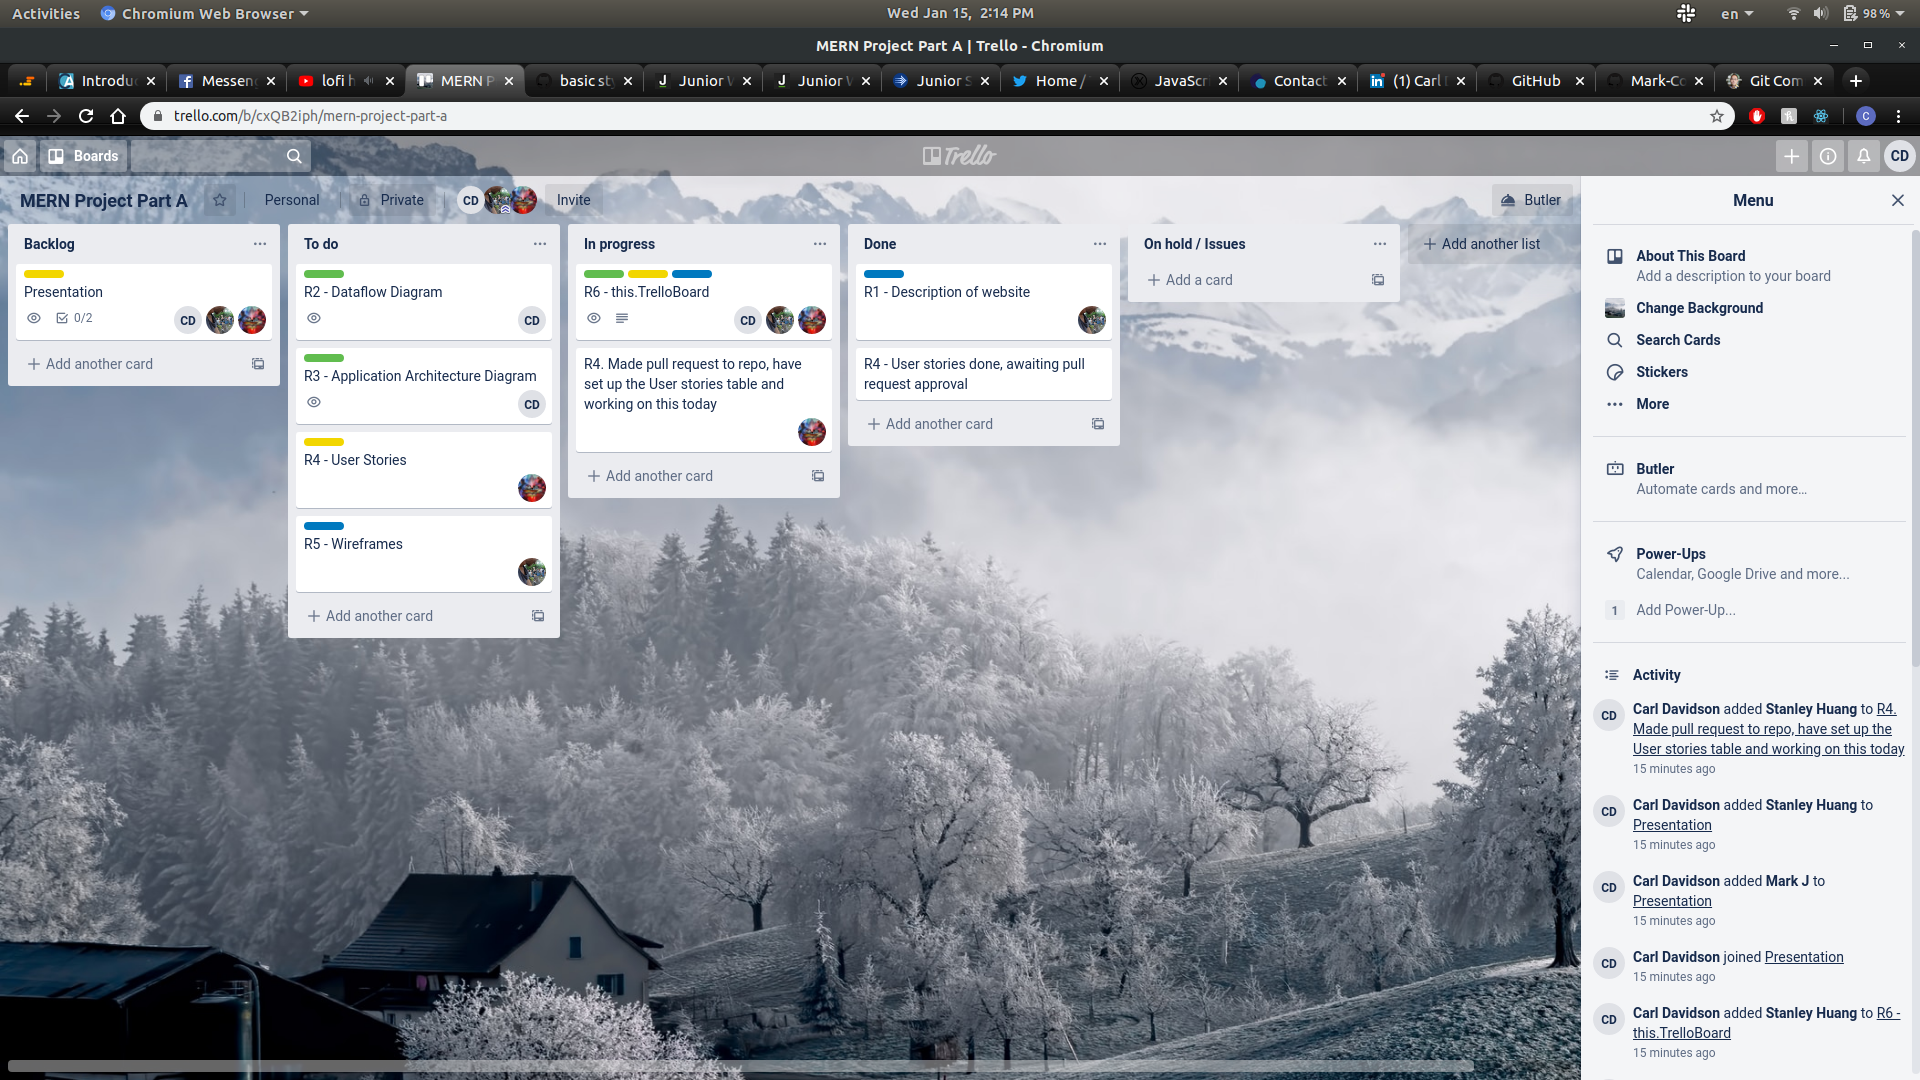 Activities
Chromium Web Browser
Wed Jan 15, 2:14 PM
en
98 %
MERN Project Part A | Trello - Chromium
Introdu
Messen
lofi h
MERN P
basic st
Junior
Junior
Junior S
Home /
JavaScr
Contact
(1) Carl
GitHub
Mark-Co
Git Com
trello.com/b/cxQB2iph/mern-project-part-a
C
Boards
Trello
CD
MERN Project Part A
Personal
Private
CD
Invite
Butler
Backlog
Presentation
0/2
CD
Add another card
To do
R2 - Dataflow Diagram
CD
R3 - Application Architecture Diagram
CD
R4 - User Stories
R5 - Wireframes
Add another card
In progress
R6 - this.TrelloBoard
CD
R4. Made pull request to repo, have
set up the User stories table and
working on this today
Add another card
Done
R1 - Description of website
R4 - User stories done, awaiting pull
request approval
Add another card
On hold / Issues
Add a card
Add another list
Menu
About This Board
Add a description to your board
Change Background
Search Cards
Stickers
More
Butler
Automate cards and more...
Power-Ups
Calendar, Google Drive and more...
1
Add Power-Up...
Activity
CD
Carl Davidson added Stanley Huang to R4.
Made pull request to repo, have set up the
User stories table and working on this today
15 minutes ago
CD
Carl Davidson added Stanley Huang to
Presentation
15 minutes ago
CD
Carl Davidson added Mark J to
Presentation
15 minutes ago
CD
Carl Davidson joined Presentation
15 minutes ago
CD
Carl Davidson added Stanley Huang to R6 -
this.TrelloBoard
15 minutes ago